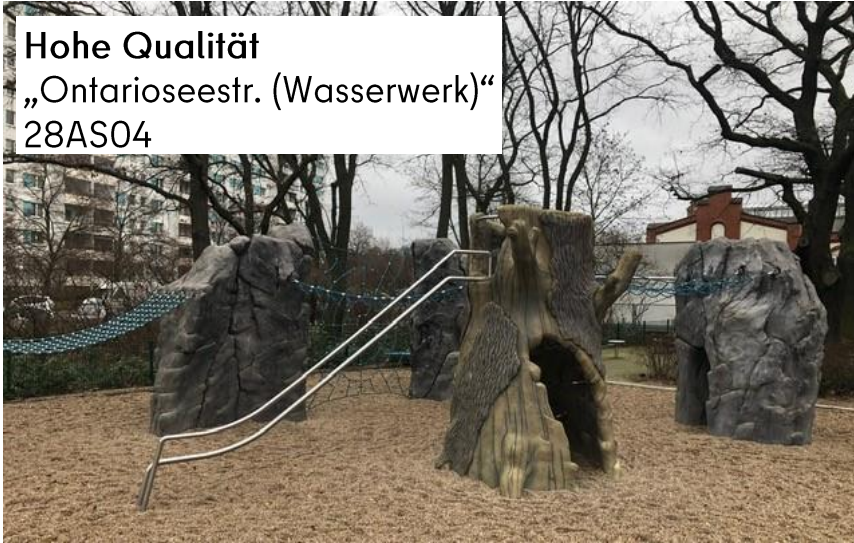 Hohe Qualität
„Ontarioseestr. (Wasserwerk)“
28AS04